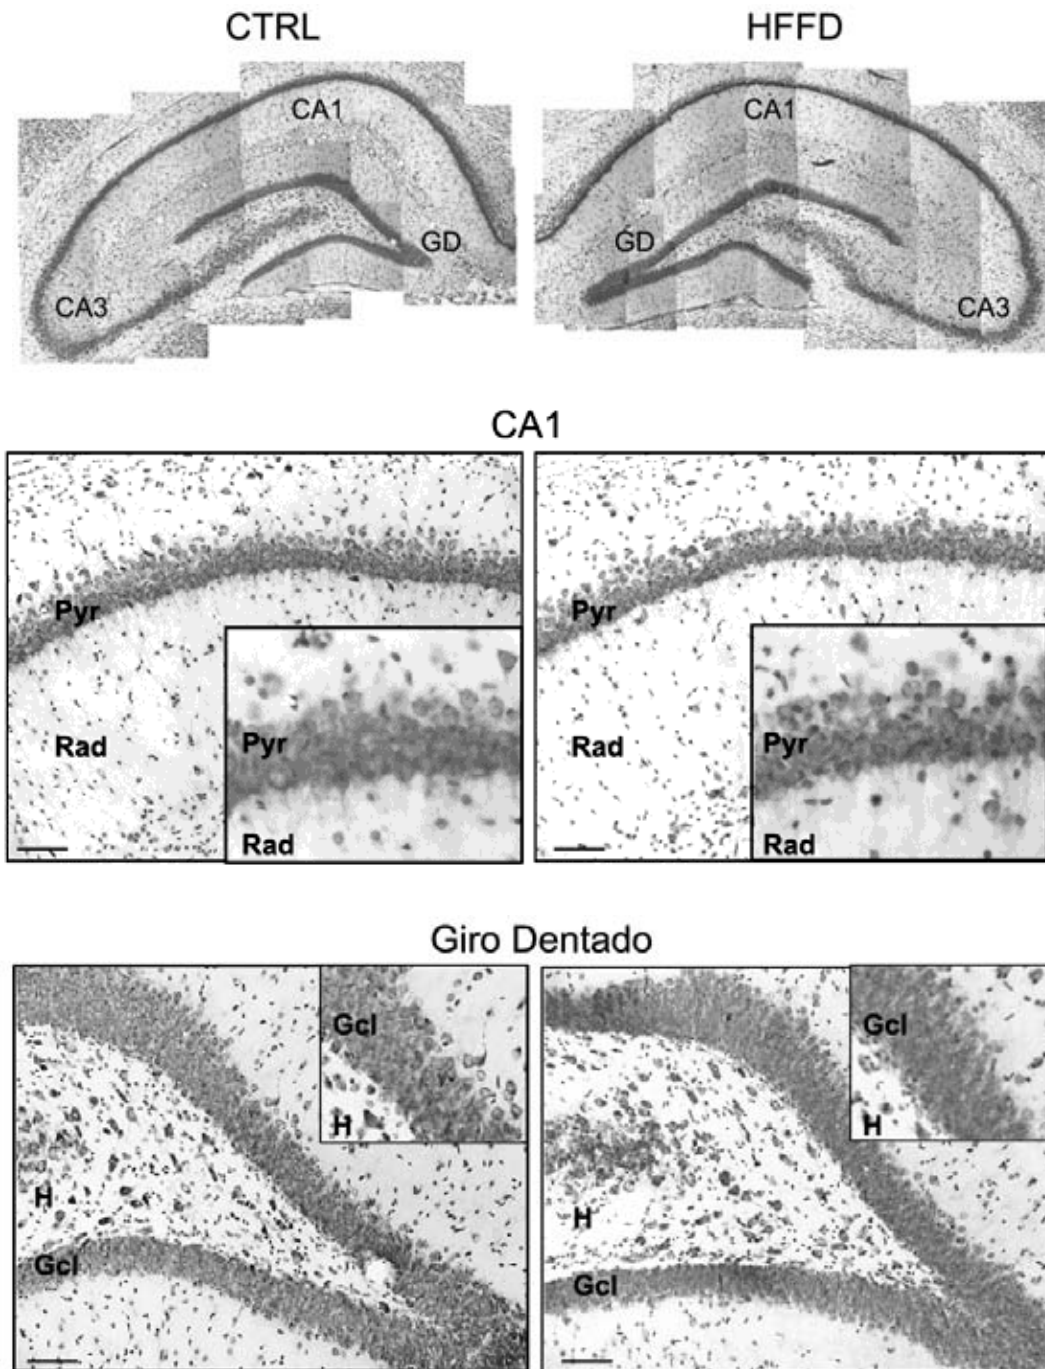 CTRL HFFD
CA1 CA1
GD GD
CA3 CA3
CA1
Pyr Pyr
Pyr Pyr
Rad Rad
Rad Rad
Giro Dentado
Gcl Gcl
H H
H H
Gcl Gcl